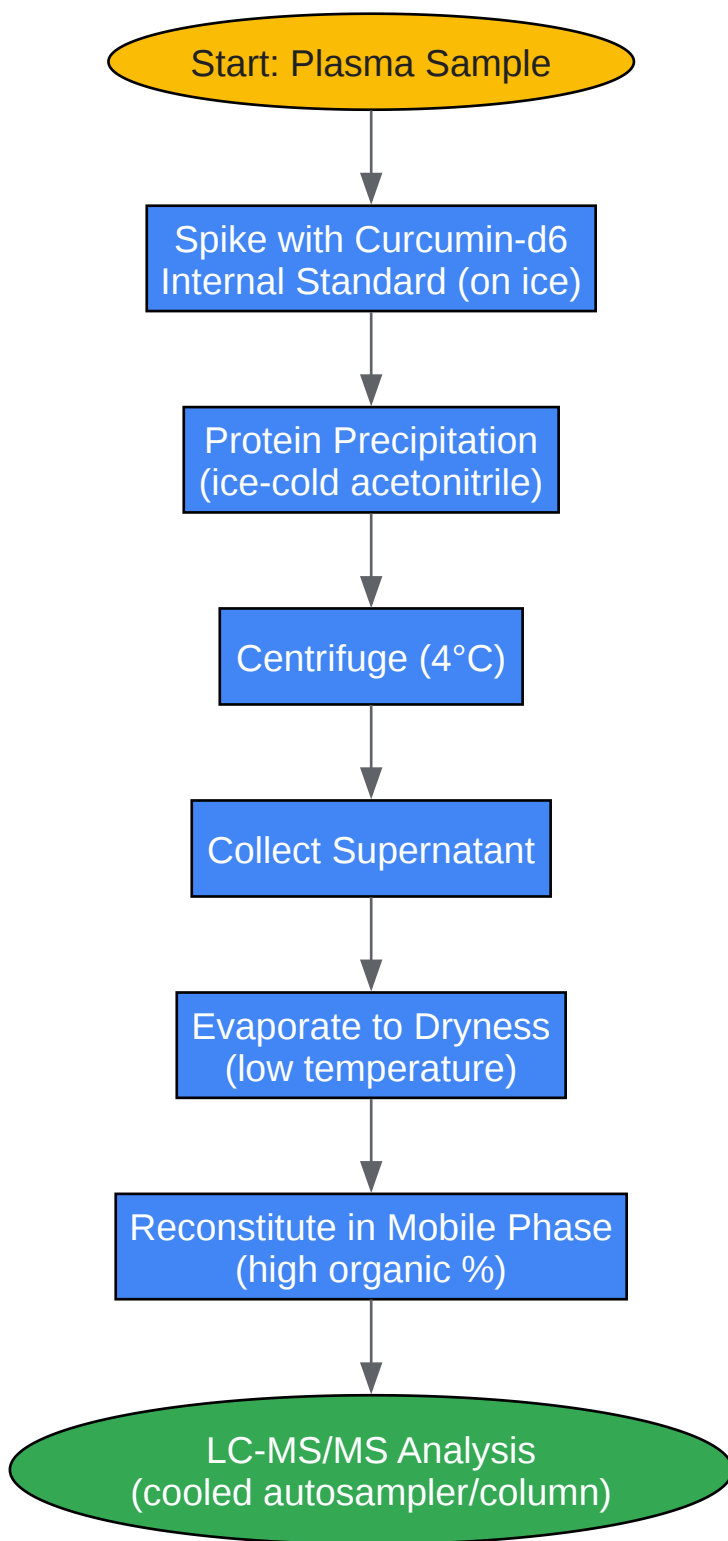 Start: Plasma Sample
Spike with Curcumin-d6
Internal Standard (on ice)
Protein Precipitation
(ice-cold acetonitrile)
Centrifuge (4°C)
Collect Supernatant
Evaporate to Dryness
(low temperature)
Reconstitute in Mobile Phase
(high organic %)
LC-MS/MS Analysis
(cooled autosampler/column)